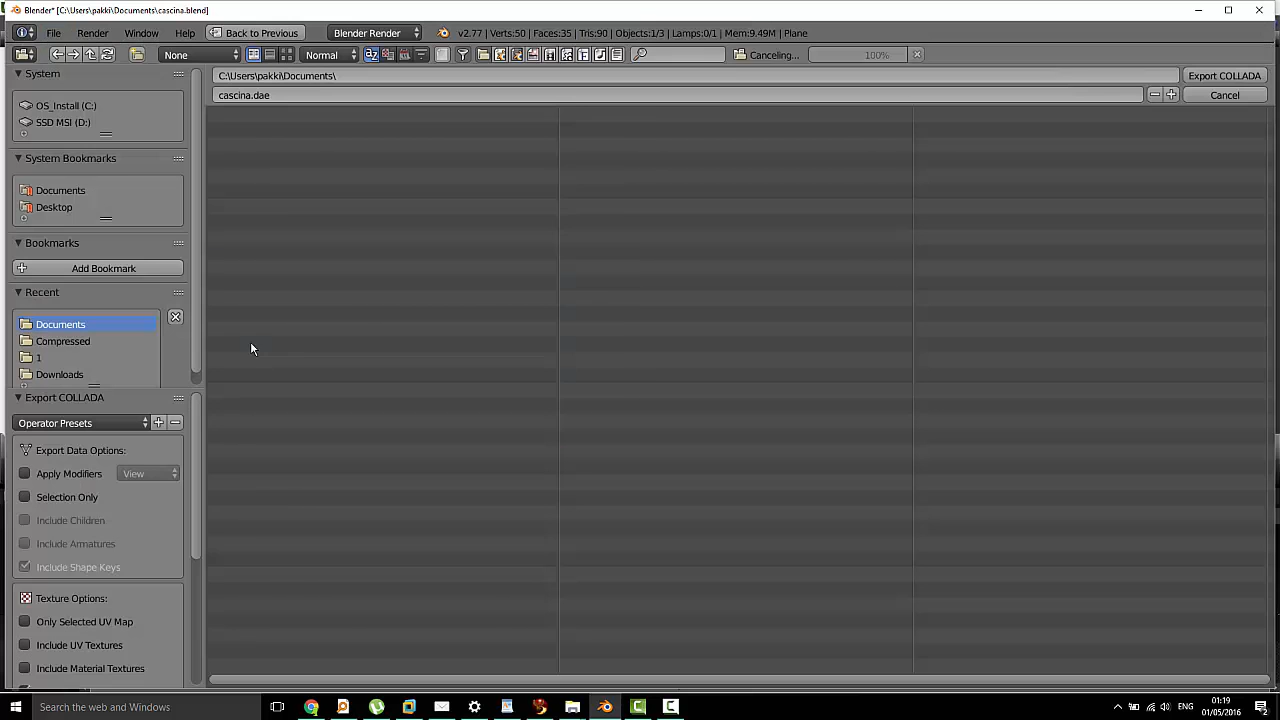 Blender* [C:\Users\pakki\Documents\cascina.blend]
File Render Window Help Back to Previous Blender Render v2.77 | Verts:50 | Faces:35 | Tris:90 | Objects:1/3 | Lamps:0/1 | Mem:9.49M | Plane
None Normal Canceling... 100%
System
C:\Users\pakki\Documents\ Export COLLADA
cascina.dae Cancel
OS_Install (C:)
SSD MSI (D:)
System Bookmarks
Documents
Desktop
Bookmarks
Add Bookmark
Recent
Documents
Compressed
1
Downloads
Export COLLADA
Operator Presets
Export Data Options:
Apply Modifiers View
Selection Only
Include Children
Include Armatures
Include Shape Keys
Texture Options:
Only Selected UV Map
Include UV Textures
Include Material Textures
Search the web and Windows
ENG
01:19
01/05/2016